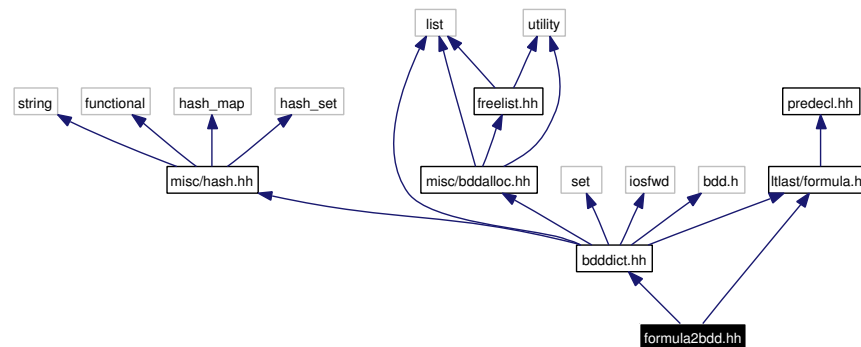 list
utility
string
functional
hash_map
hash_set
freelist.hh
predecl.hh
misc/hash.hh
misc/bddalloc.hh
set
iosfwd
bdd.h
ltlast/formula.h
bdddict.hh
formula2bdd.hh